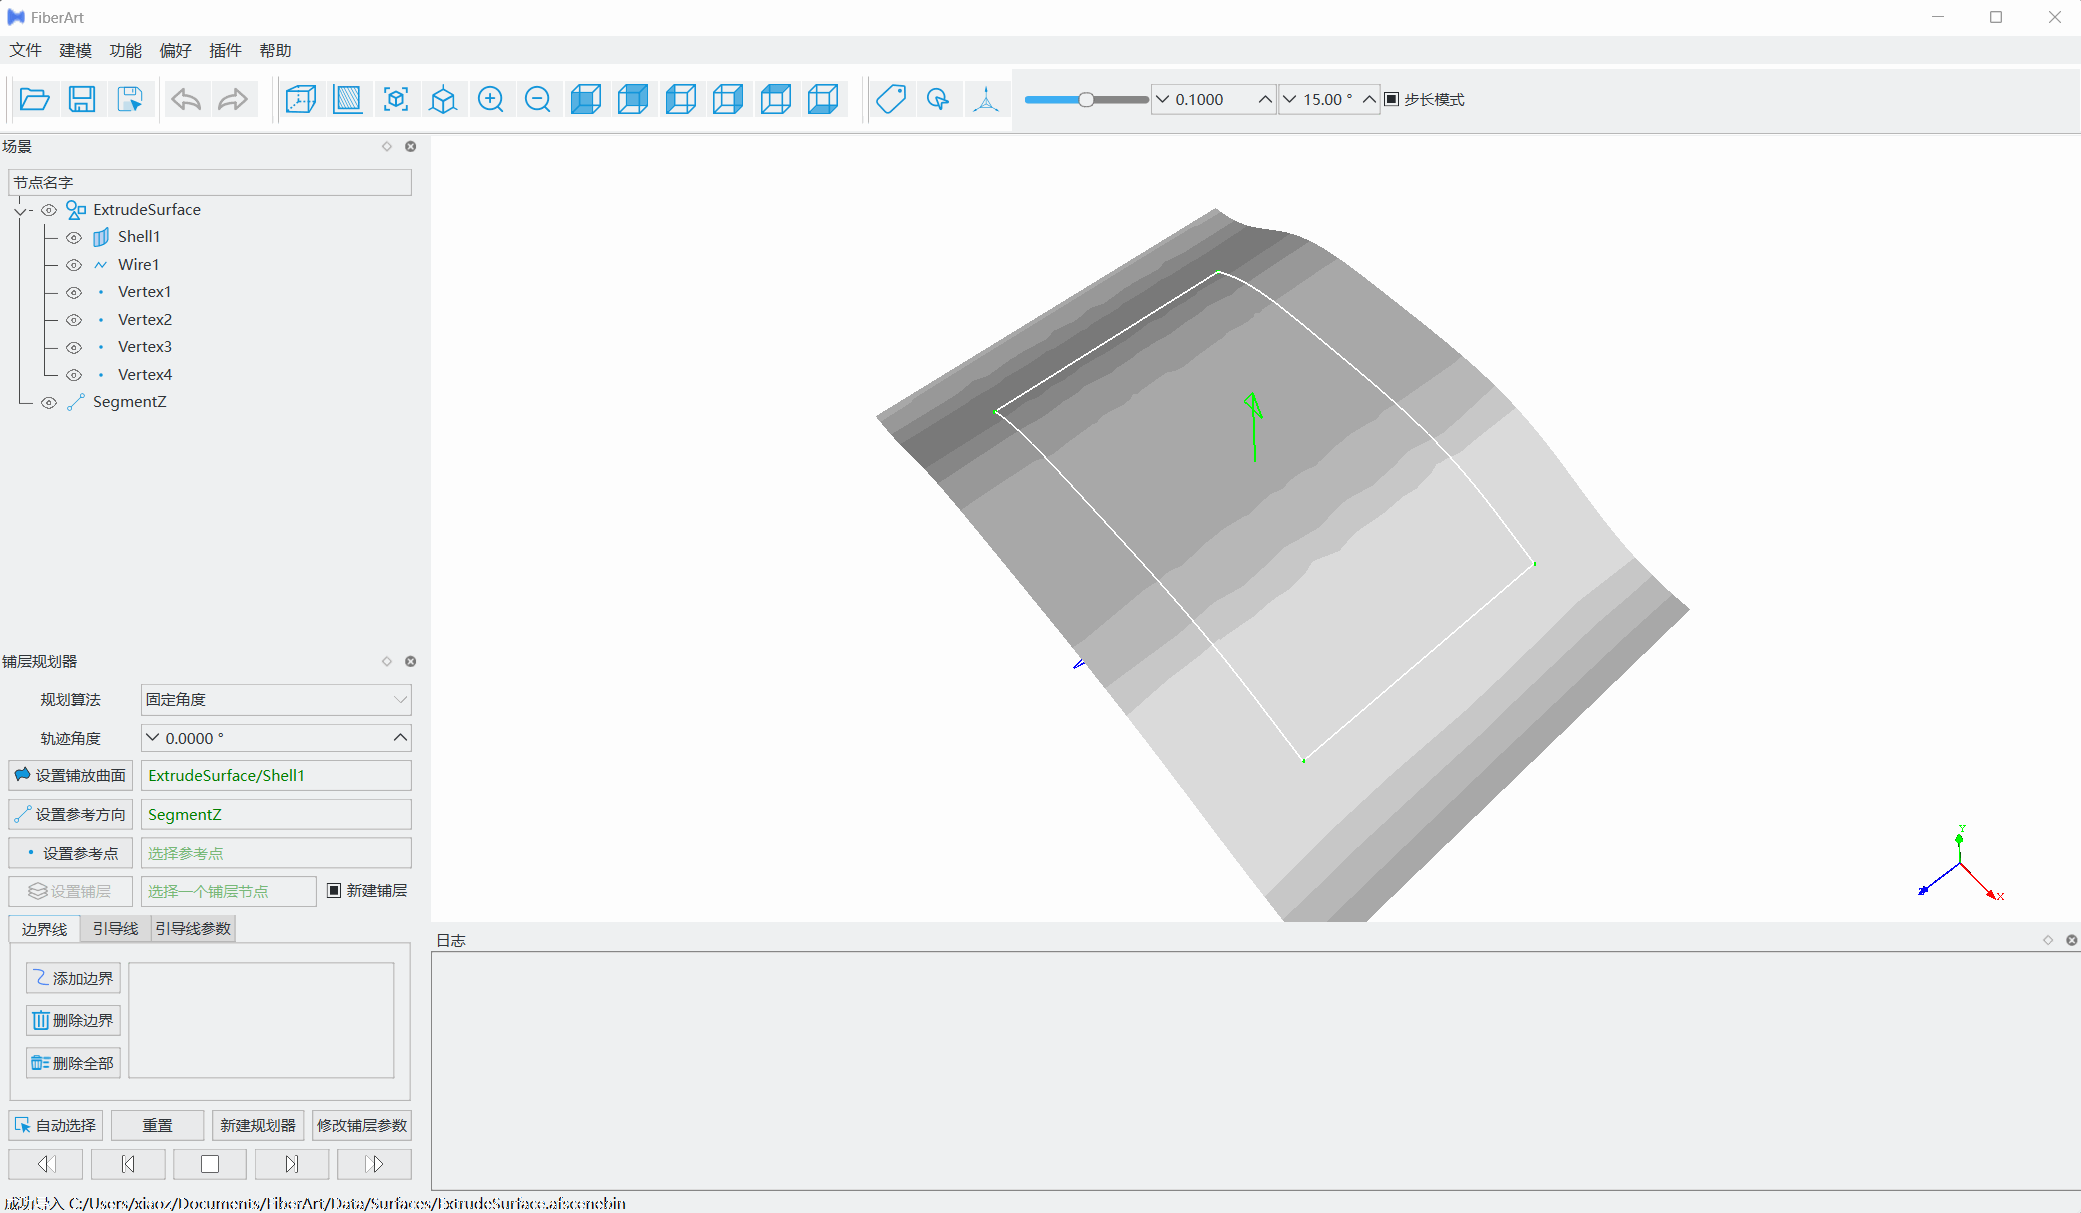 FiberArt
文件 建模 功能 偏好 插件 帮助
0.1000 15.00 ° 步长模式
场景
节点名字
ExtrudeSurface
Shell1
Wire1
Vertex1
Vertex2
Vertex3
Vertex4
SegmentZ
铺层规划器
规划算法 固定角度
轨迹角度 0.0000 °
设置铺放曲面 ExtrudeSurface/Shell1
设置参考方向 SegmentZ
设置参考点 选择参考点
设置铺层 选择一个铺层节点 新建铺层
边界线 引导线 引导线参数
添加边界
删除边界
删除全部
自动选择 重置 新建规划器 修改铺层参数
Y
X
日志
成功导入 C:/Users/xiaoz/Documents/FiberArt/Data/Surfaces/ExtrudeSurface.afscenebin